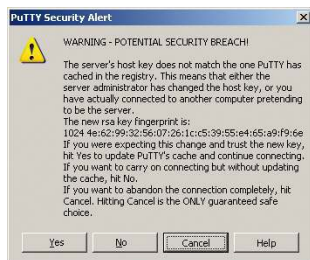 PuTTY Security Alert
WARNING - POTENTIAL SECURITY BREACH!
The server's host key does not match the one PuTTY has
cached in the registry. This means that either the
server administrator has changed the host key, or you
have actually connected to another computer pretending
to be the server.
The new rsa key fingerprint is:
1024 4e:62:99:32:56:07:26:1c:c5:39:55:e4:65:a9:f9:6e
If you were expecting this change and trust the new key,
hit Yes to update PuTTY's cache and continue connecting.
If you want to carry on connecting but without updating
the cache, hit No.
If you want to abandon the connection completely, hit
Cancel. Hitting Cancel is the ONLY guaranteed safe
choice.
Yes No Cancel Help